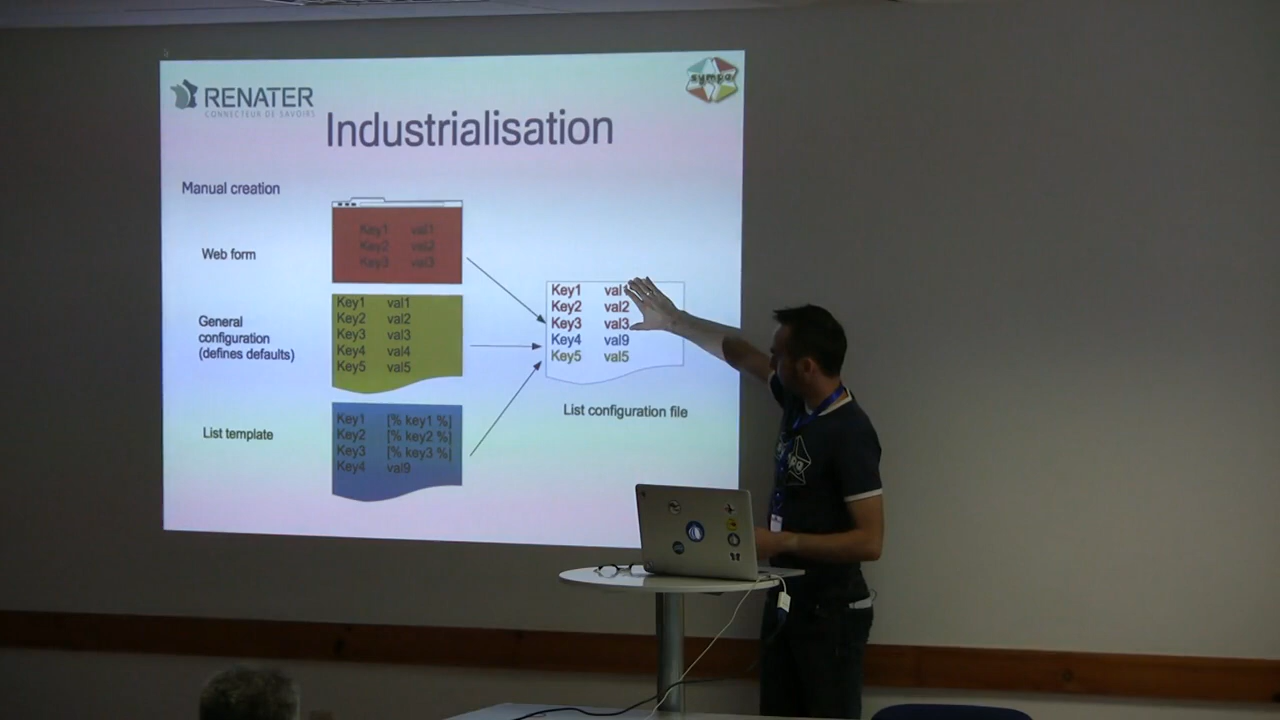 RENATER
CONNECTEUR DE SAVOIRS
sympa
Industrialisation
Manual creation
Web form
Key1 val1
Key2 val2
Key3 val3
General
configuration
(defines defaults)
Key1 val1
Key2 val2
Key3 val3
Key4 val4
Key5 val5
List template
Key1 [% key1 %]
Key2 [% key2 %]
Key3 [% key3 %]
Key4 val9
Key1 val1
Key2 val2
Key3 val3
Key4 val9
Key5 val5
List configuration file